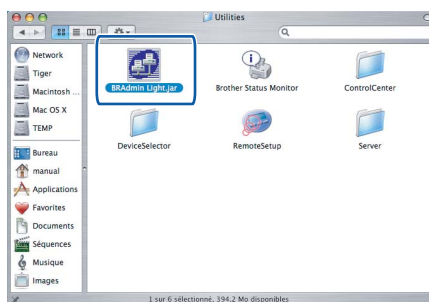 Utilities
Network
Tiger
Macintosh ...
Mac OS X
TEMP
Bureau
manual
Applications
Favorites
Documents
Séquences
Musique
Images
BRAdmin Light.jar
Brother Status Monitor
ControlCenter
DeviceSelector
RemoteSetup
Server
1 sur 6 sélectionné, 394,2 Mo disponibles